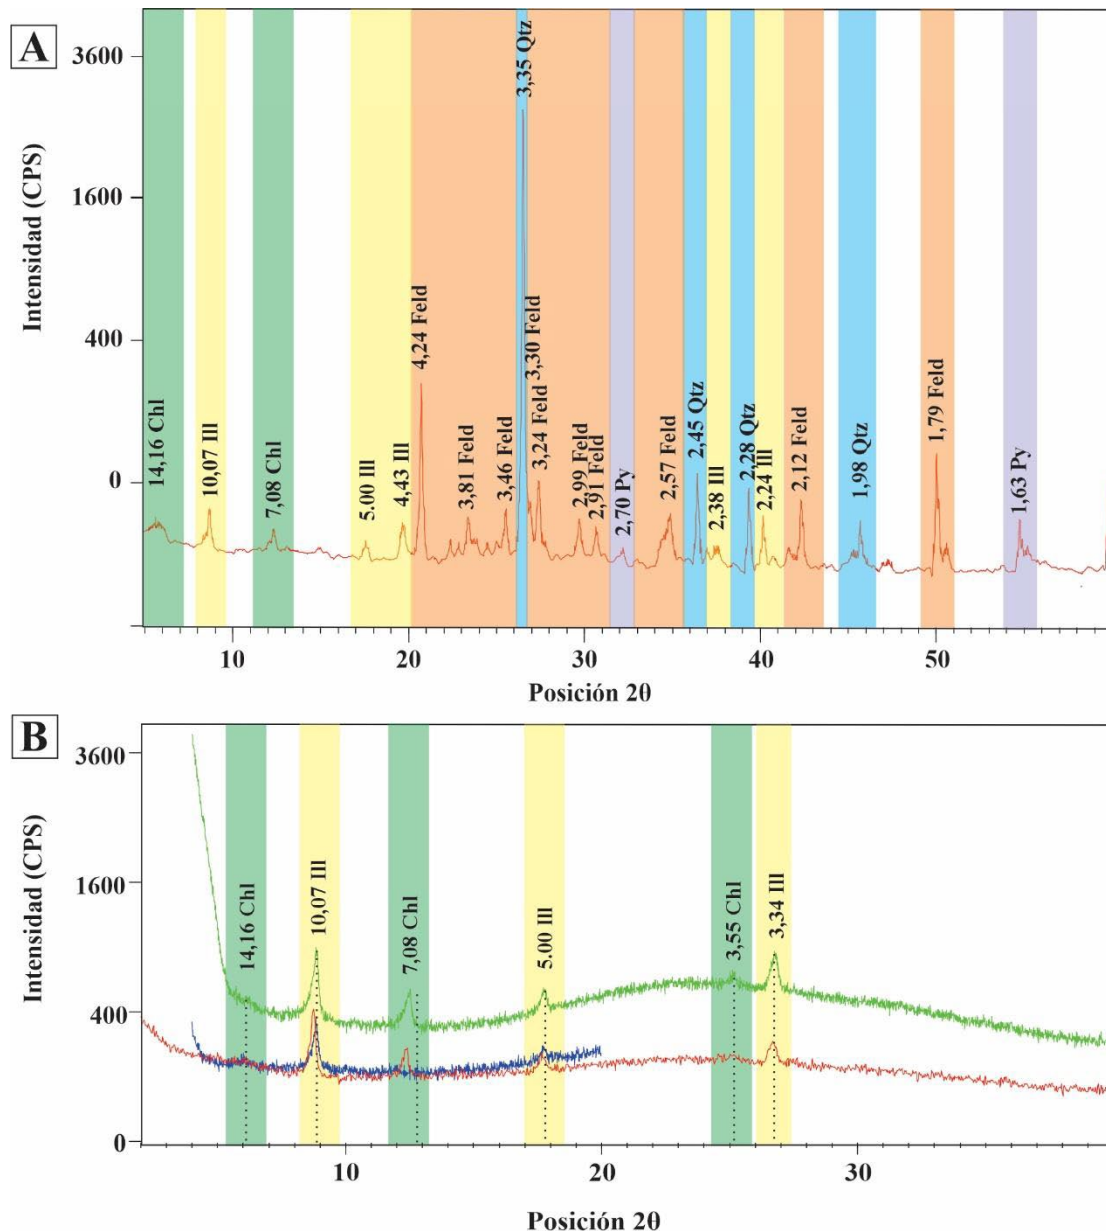 A
Intensidad (CPS)
3600
1600
400
0
14,16 Chl
10,07 Ill
7,08 Chl
5.00 Ill
4,43 Ill
4,24 Feld
3,81 Feld
3,46 Feld
3,35 Qtz
3,30 Feld
3,24 Feld
2,99 Feld
2,91 Feld
2,70 Py
2,57 Feld
2,45 Qtz
2,38 Ill
2,28 Qtz
2,24 Ill
2,12 Feld
1,98 Qtz
1,79 Feld
1,63 Py
10 20 30 40 50
Posición 2θ
B
Intensidad (CPS)
3600
1600
400
0
14,16 Chl
10,07 Ill
7,08 Chl
5.00 Ill
3,55 Chl
3,34 Ill
10 20 30
Posición 2θ